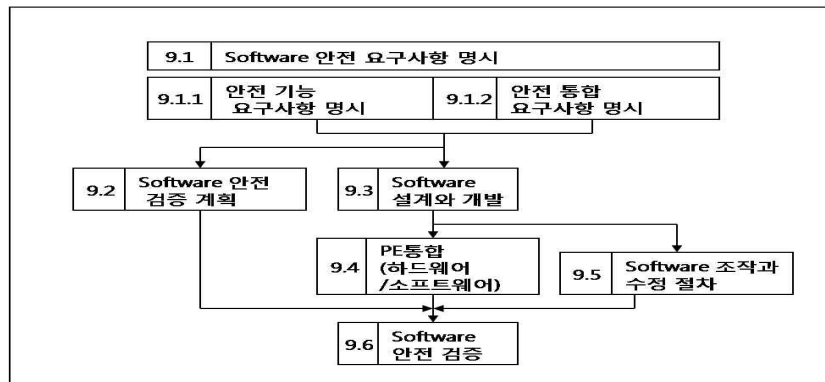 9.1 Software 안전 요구사항 명시
9.1.1 안전 기능
요구사항 명시
9.1.2 안전 통합
요구사항 명시
9.2 Software 안전
검증 계획
9.3 Software
설계와 개발
9.4 PE통합
(하드웨어
/소프트웨어)
9.5 Software 조작과
수정 절차
9.6 Software
안전 검증